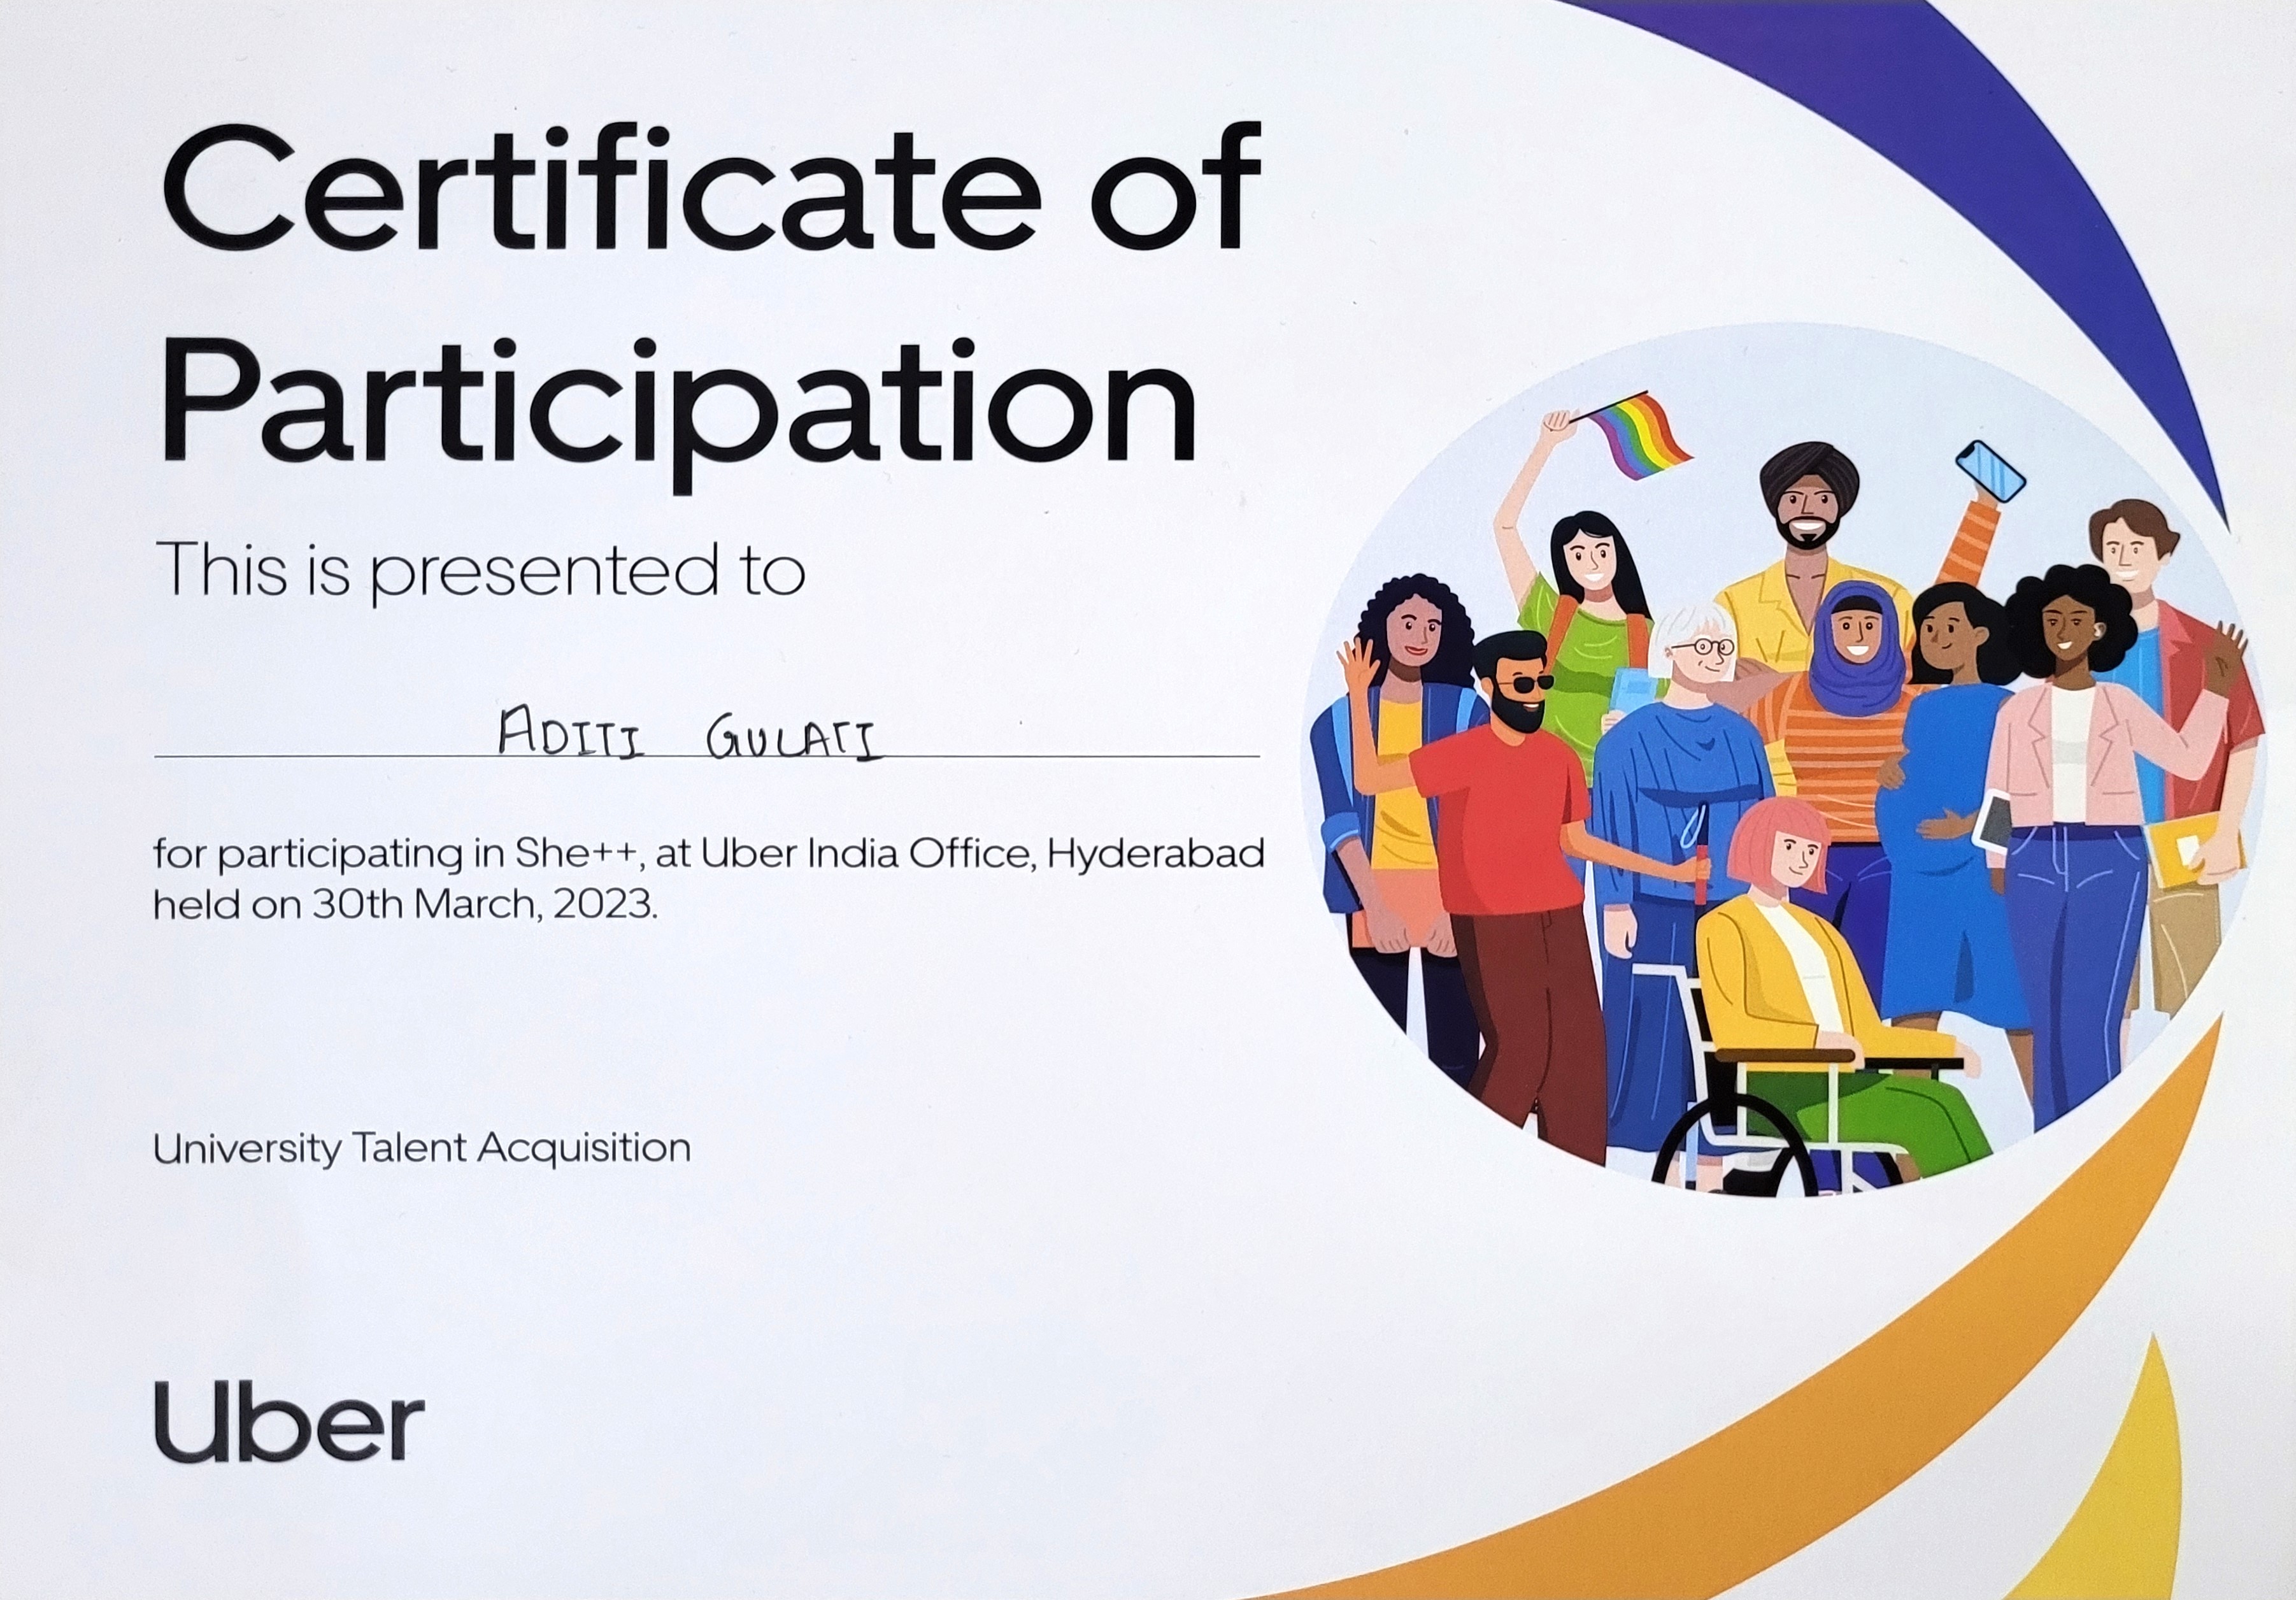 Certificate of
Participation
This is presented to
ADITI GULATI
for participating in She++, at Uber India Office, Hyderabad
held on 30th March, 2023.
University Talent Acquisition
Uber